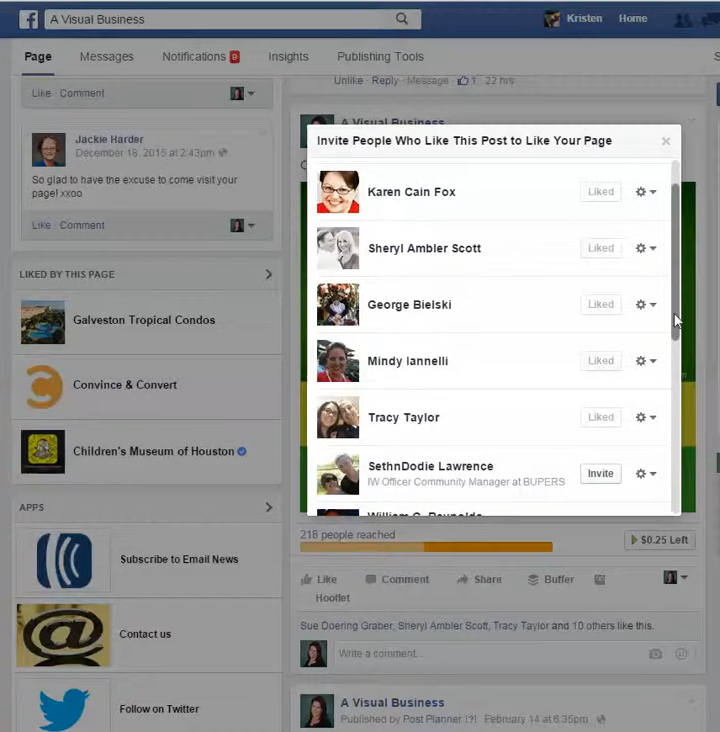 A Visual Business
Kristen
Home
Page
Messages
Notifications
Insights
Publishing Tools
Like · Comment
Jackie Harder
December 16, 2015 at 2:43pm
So glad to have the excuse to come visit your
page! xxoo
Like · Comment
LIKED BY THIS PAGE
Galveston Tropical Condos
Convince & Convert
Children's Museum of Houston
APPS
Subscribe to Email News
Contact us
Follow on Twitter
Unlike · Reply · Message · 1 · 22 hrs
A Visual Business
Invite People Who Like This Post to Like Your Page
Karen Cain Fox
Liked
Sheryl Ambler Scott
Liked
George Bielski
Liked
Mindy Iannelli
Liked
Tracy Taylor
Liked
SethnDodie Lawrence
IW Officer Community Manager at BUPERS
Invite
218 people reached
$0.25 Left
Like
Comment
Share
Buffer
Hootlet
Sue Doering Graber, Sheryl Ambler Scott, Tracy Taylor and 10 others like this.
Write a comment...
A Visual Business
Published by Post Planner [?] · February 14 at 6:35pm ·